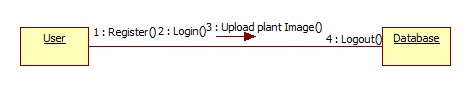 User
1 : Register()
2 : Login()
3 : Upload plant Image()
4 : Logout()
Database